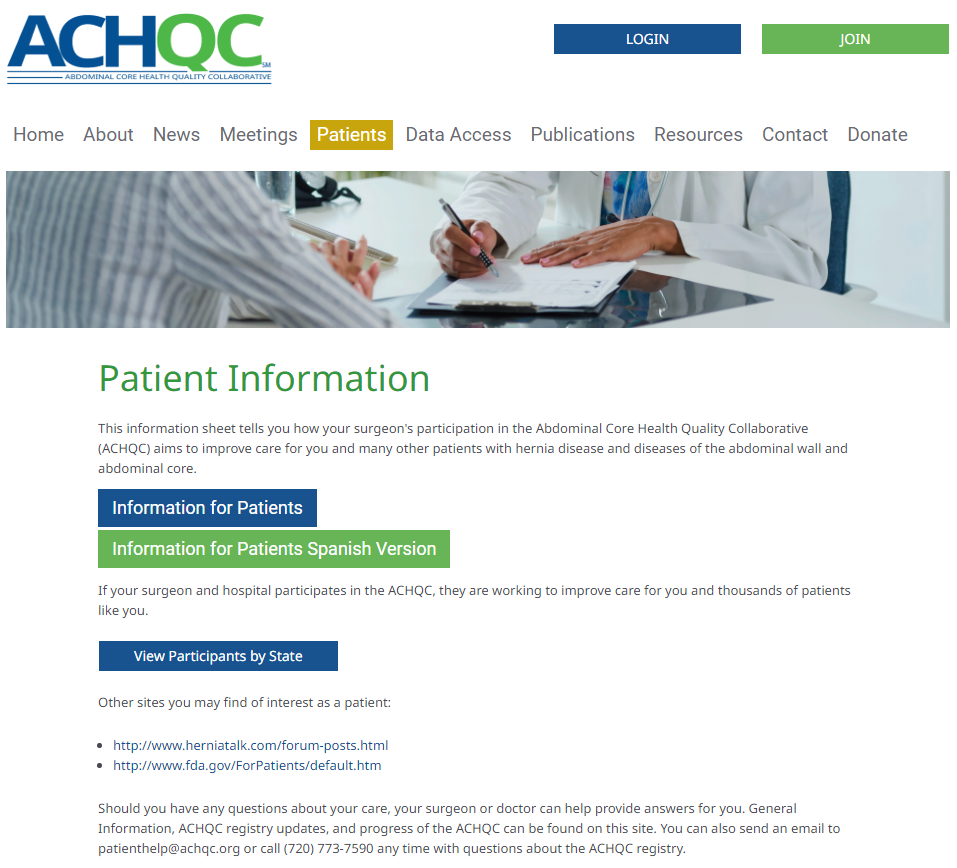 ACHQC SM
ABDOMINAL CORE HEALTH QUALITY COLLABORATIVE
LOGIN
JOIN
Home About News Meetings Patients Data Access Publications Resources Contact Donate
Patient Information
This information sheet tells you how your surgeon's participation in the Abdominal Core Health Quality Collaborative
(ACHQC) aims to improve care for you and many other patients with hernia disease and diseases of the abdominal wall and
abdominal core.
Information for Patients
Information for Patients Spanish Version
If your surgeon and hospital participates in the ACHQC, they are working to improve care for you and thousands of patients
like you.
View Participants by State
Other sites you may find of interest as a patient:
http://www.herniatalk.com/forum-posts.html
http://www.fda.gov/ForPatients/default.htm
Should you have any questions about your care, your surgeon or doctor can help provide answers for you. General
Information, ACHQC registry updates, and progress of the ACHQC can be found on this site. You can also send an email to
patienthelp@achqc.org or call (720) 773-7590 any time with questions about the ACHQC registry.